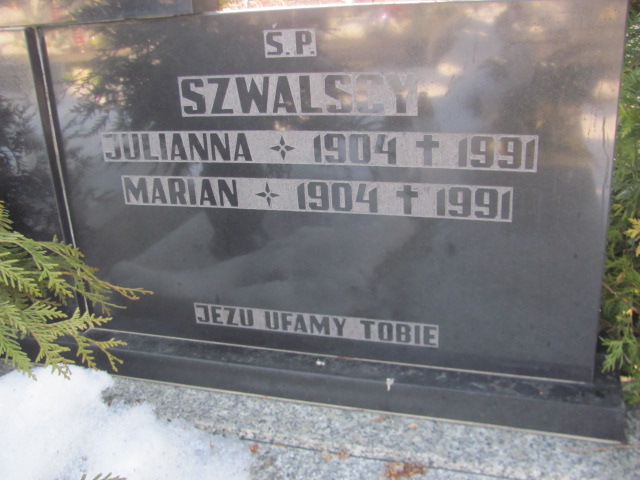 S.P.
SZWALSCY
JULIANNA ✧ 1904 ✝ 1991
MARIAN ✧ 1904 ✝ 1991
JEZU UFAMY TOBIE